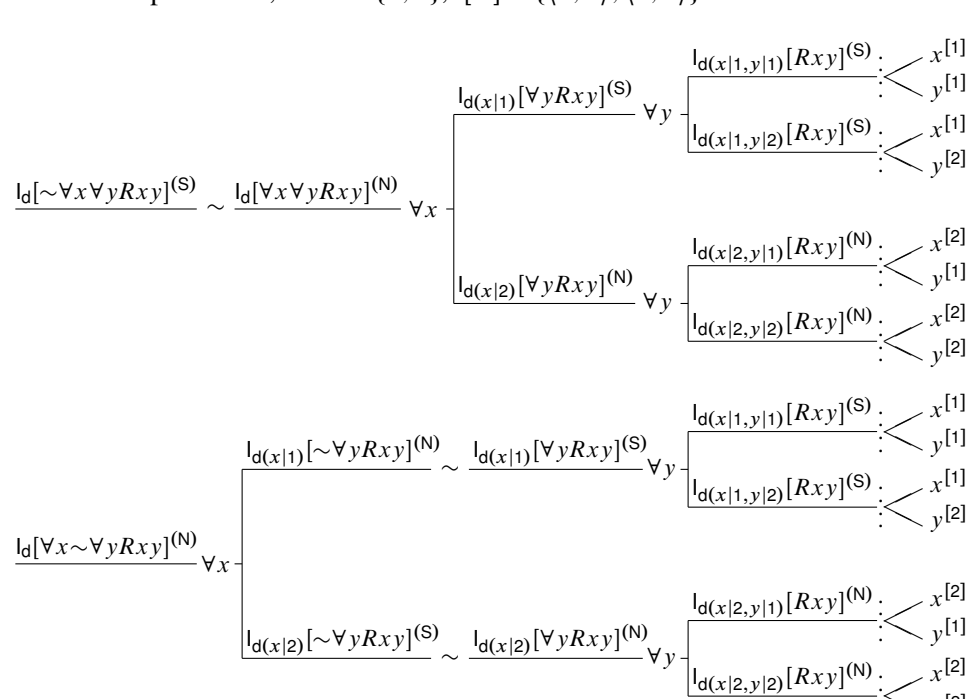 I_d(x|1,y|1)[Rxy]^(S) x^[1]
I_d(x|1)[∀yRxy]^(S) ∀y y^[1]
I_d(x|1,y|2)[Rxy]^(S) x^[1]
y^[2]
I_d[~∀x∀yRxy]^(S) ~ I_d[∀x∀yRxy]^(N) ∀x
I_d(x|2,y|1)[Rxy]^(N) x^[2]
I_d(x|2)[∀yRxy]^(N) ∀y y^[1]
I_d(x|2,y|2)[Rxy]^(N) x^[2]
y^[2]
I_d(x|1,y|1)[Rxy]^(S) x^[1]
I_d(x|1)[~∀yRxy]^(N) ~ I_d(x|1)[∀yRxy]^(S) ∀y y^[1]
I_d(x|1,y|2)[Rxy]^(S) x^[1]
y^[2]
I_d[∀x~∀yRxy]^(N) ∀x
I_d(x|2,y|1)[Rxy]^(N) x^[2]
I_d(x|2)[~∀yRxy]^(S) ~ I_d(x|2)[∀yRxy]^(N) ∀y y^[1]
I_d(x|2,y|2)[Rxy]^(N) x^[2]